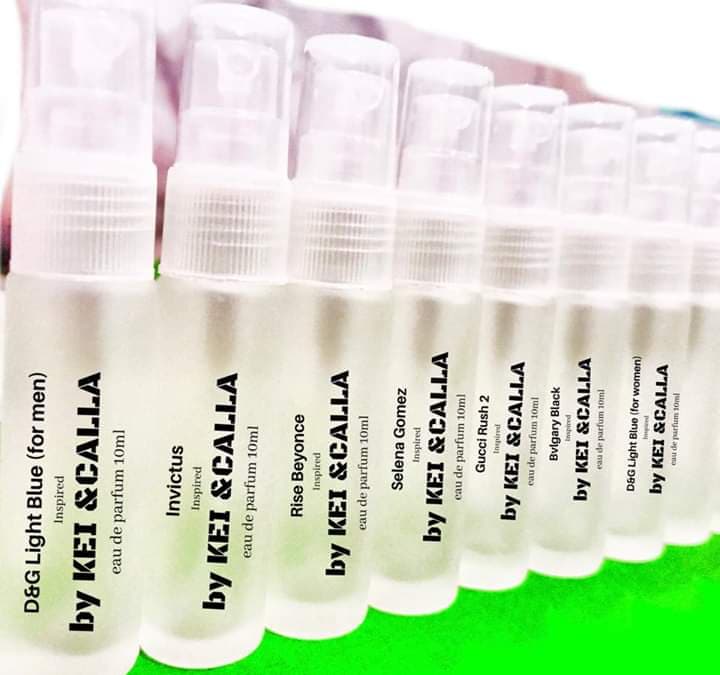 D&G Light Blue (for men)
Inspired
by KEI &CALLA
eau de parfum 10ml
Invictus
Inspired
by KEI &CALLA
eau de parfum 10ml
Rise Beyonce
Inspired
by KEI &CALLA
eau de parfum 10ml
Selena Gomez
Inspired
by KEI &CALLA
eau de parfum 10ml
Gucci Rush 2
Inspired
by KEI &CALLA
eau de parfum 10ml
Bvlgary Black
Inspired
by KEI &CALLA
eau de parfum 10ml
D&G Light Blue (for women)
Inspired
by KEI &CALLA
eau de parfum 10ml